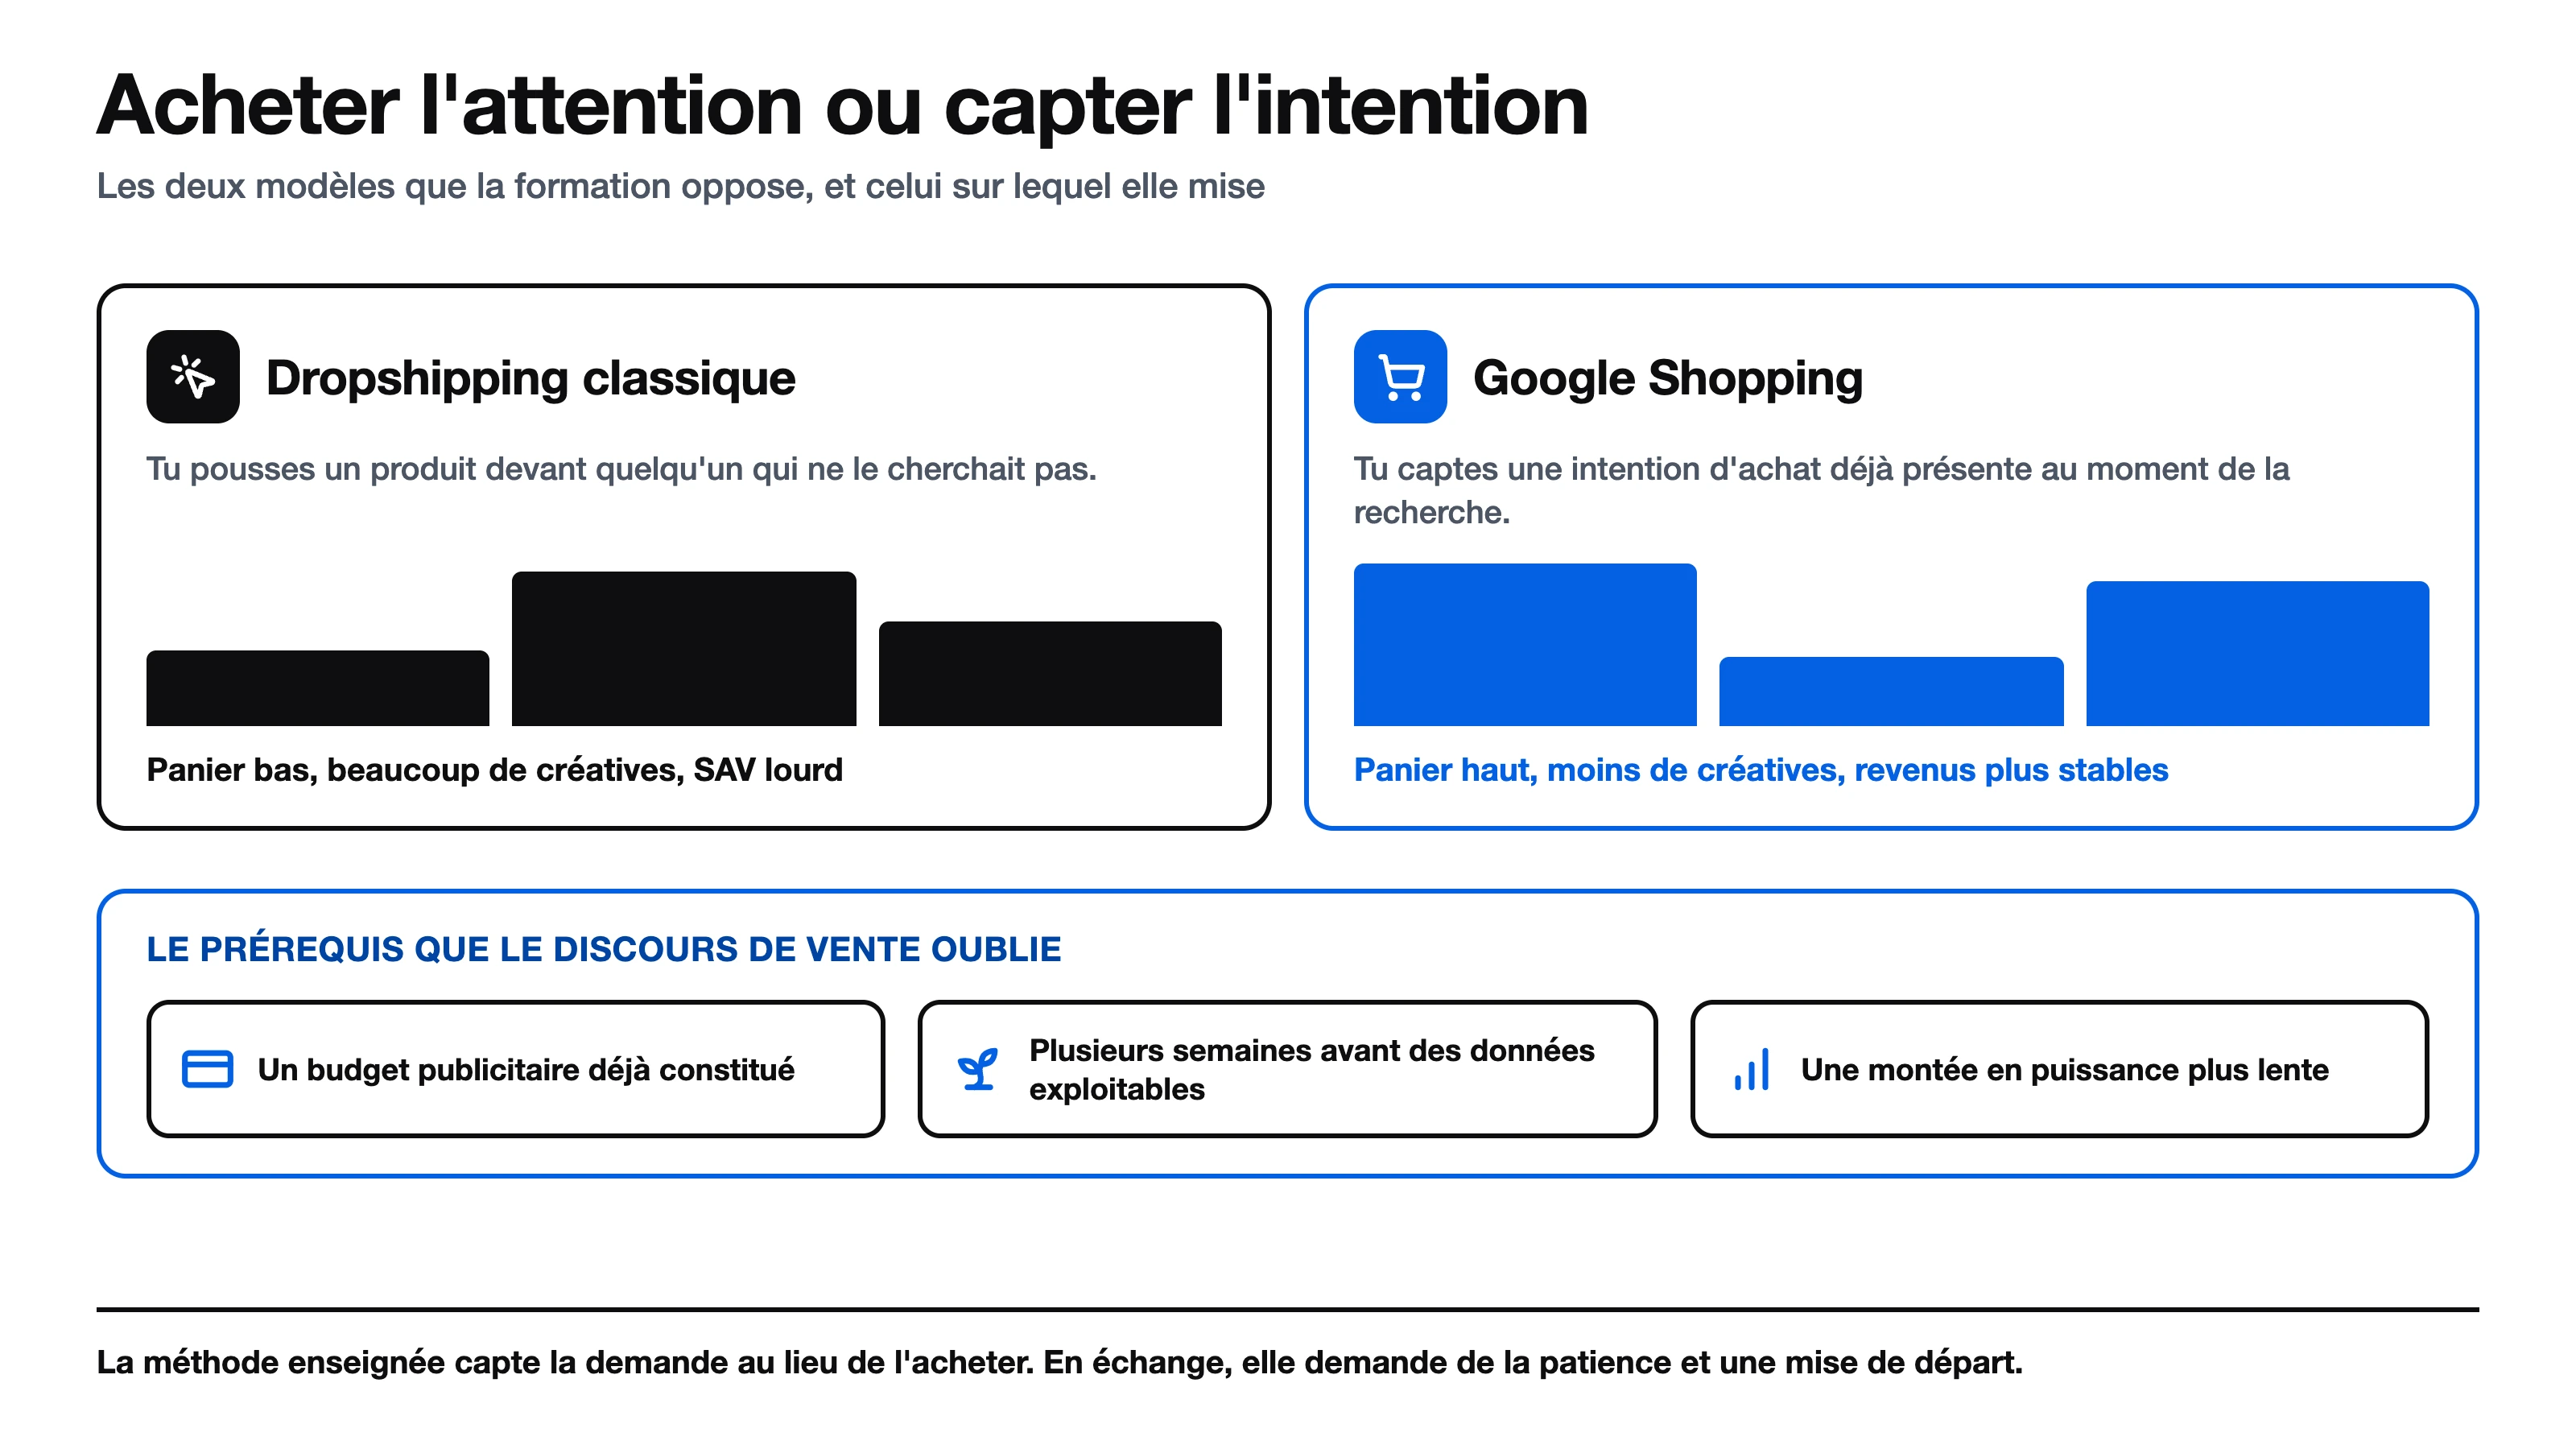 Acheter l'attention ou capter l'intention
Les deux modèles que la formation oppose, et celui sur lequel elle mise
Dropshipping classique
Tu pousses un produit devant quelqu'un qui ne le cherchait pas.
Panier bas, beaucoup de créatives, SAV lourd
Google Shopping
Tu captes une intention d'achat déjà présente au moment de la
recherche.
Panier haut, moins de créatives, revenus plus stables
LE PRÉREQUIS QUE LE DISCOURS DE VENTE OUBLIE
Un budget publicitaire déjà constitué
Plusieurs semaines avant des données
exploitables
Une montée en puissance plus lente
La méthode enseignée capte la demande au lieu de l'acheter. En échange, elle demande de la patience et une mise de départ.